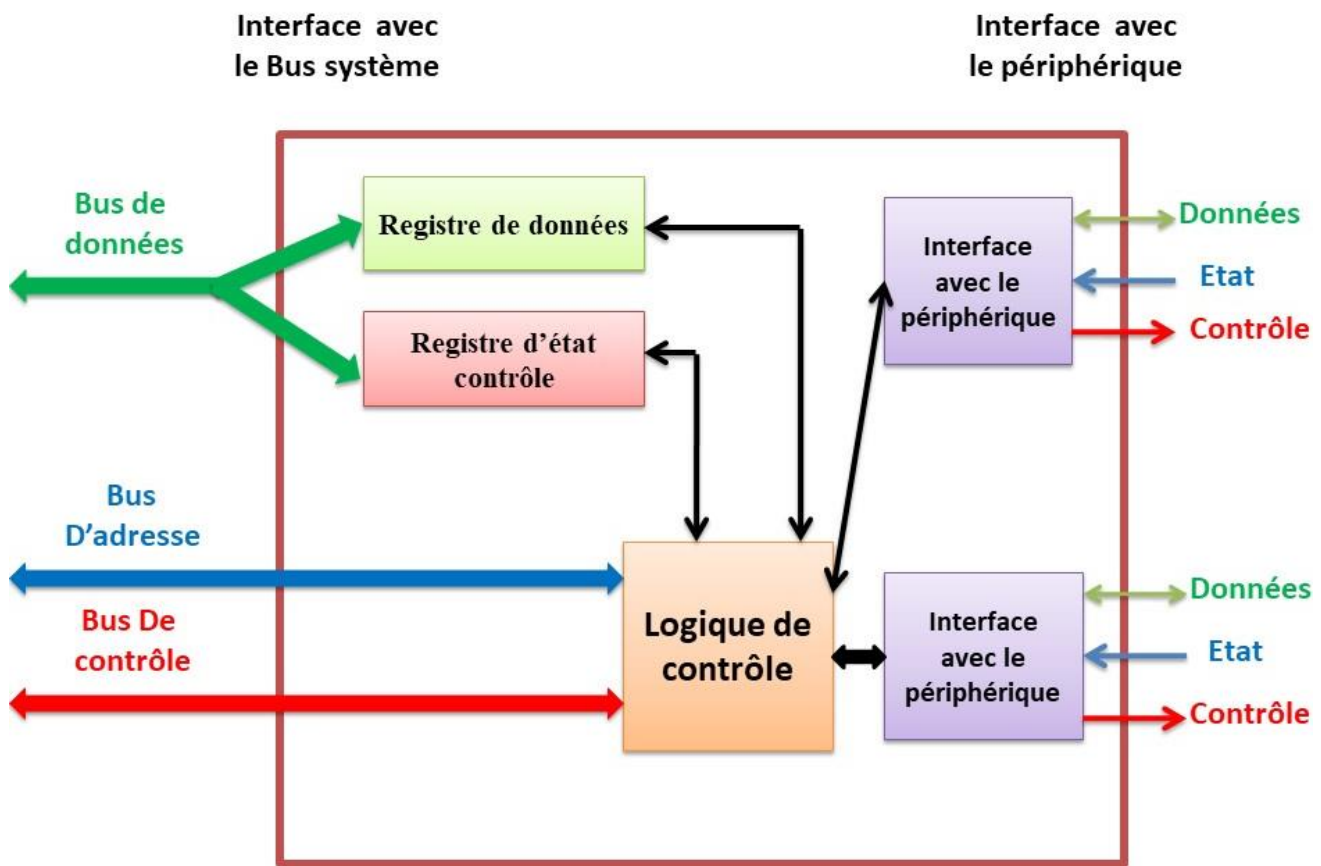 Interface avec
le Bus système
Interface avec
le périphérique
Bus de
données
Registre de données
Registre d'état
contrôle
Interface
avec le
périphérique
Données
Etat
Contrôle
Bus
D'adresse
Bus De
contrôle
Logique de
contrôle
Interface
avec le
périphérique
Données
Etat
Contrôle